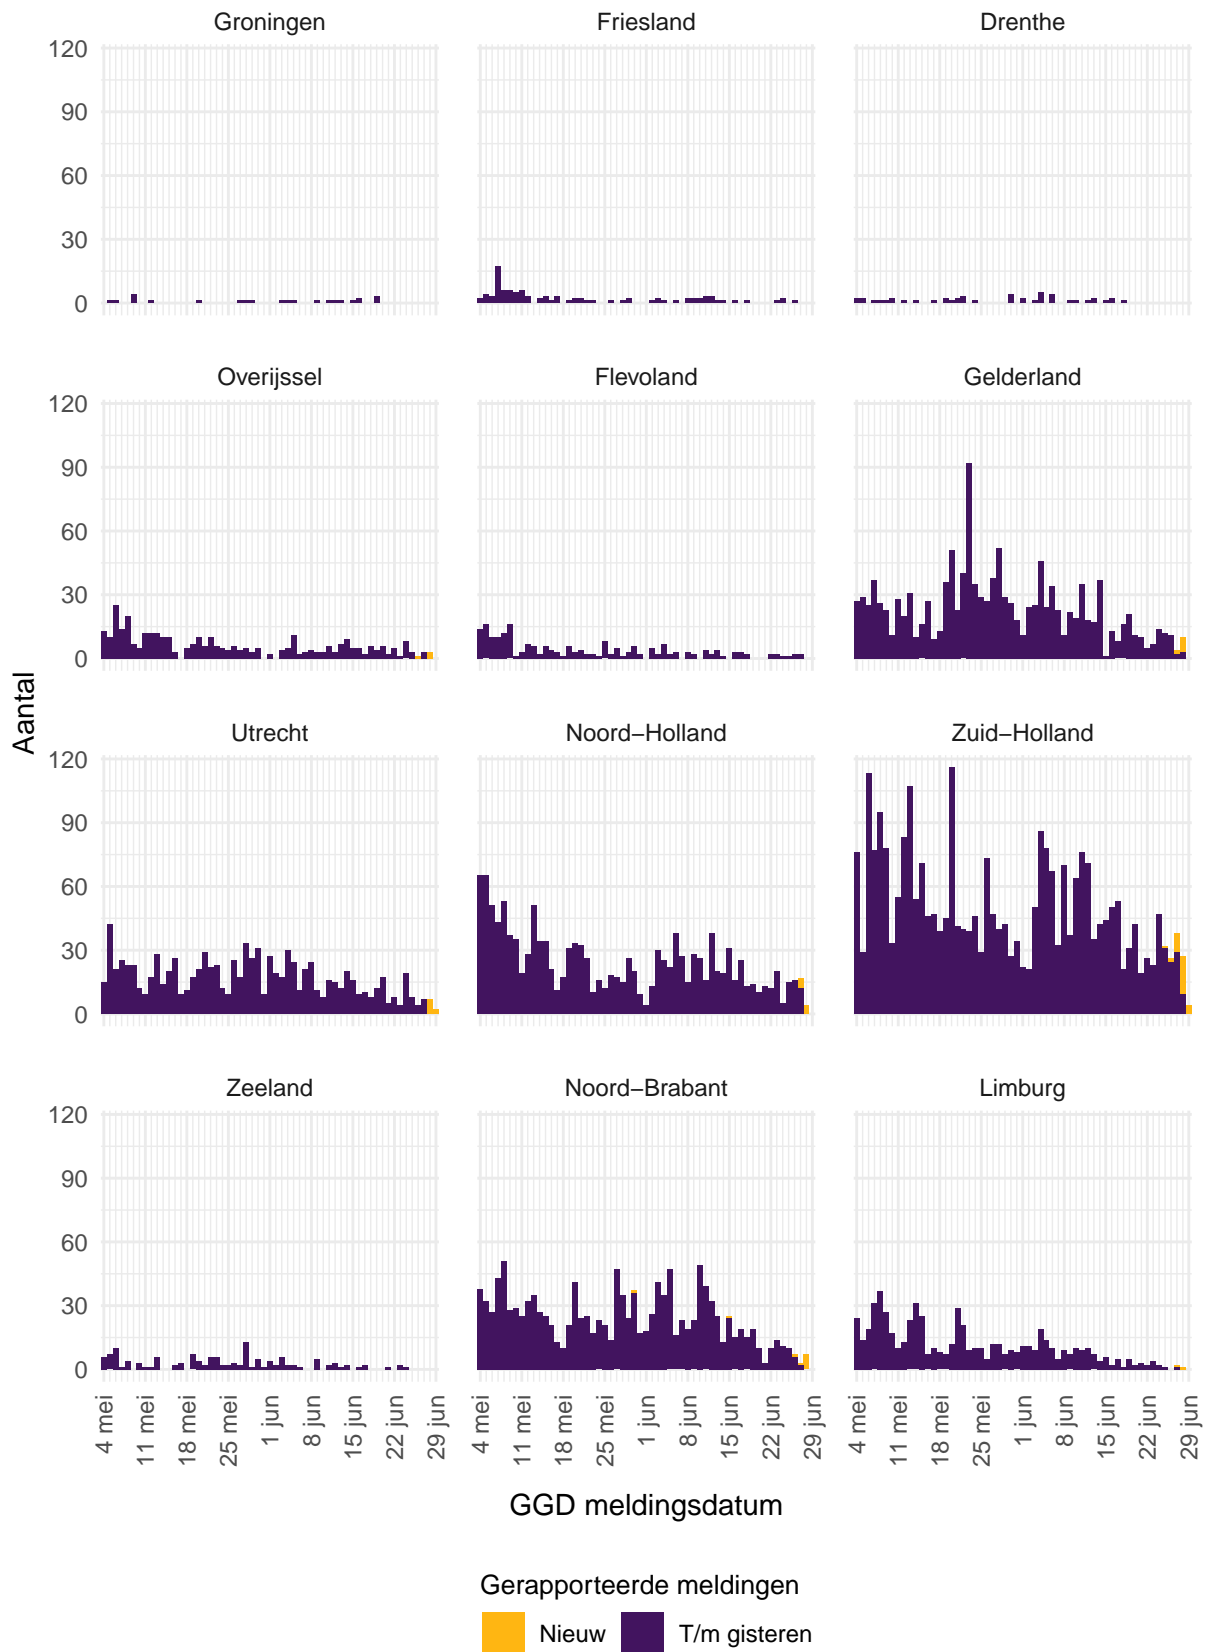 Groningen Friesland Drenthe
120
90
60
30
0
Overijssel Flevoland Gelderland
120
90
60
30
0
Aantal
Utrecht Noord−Holland Zuid−Holland
120
90
60
30
0
Zeeland Noord−Brabant Limburg
120
90
60
30
0
4 mei 11 mei 18 mei 25 mei 1 jun 8 jun 15 jun 22 jun 29 jun 4 mei 11 mei 18 mei 25 mei 1 jun 8 jun 15 jun 22 jun 29 jun 4 mei 11 mei 18 mei 25 mei 1 jun 8 jun 15 jun 22 jun 29 jun
GGD meldingsdatum
Gerapporteerde meldingen
Nieuw T/m gisteren